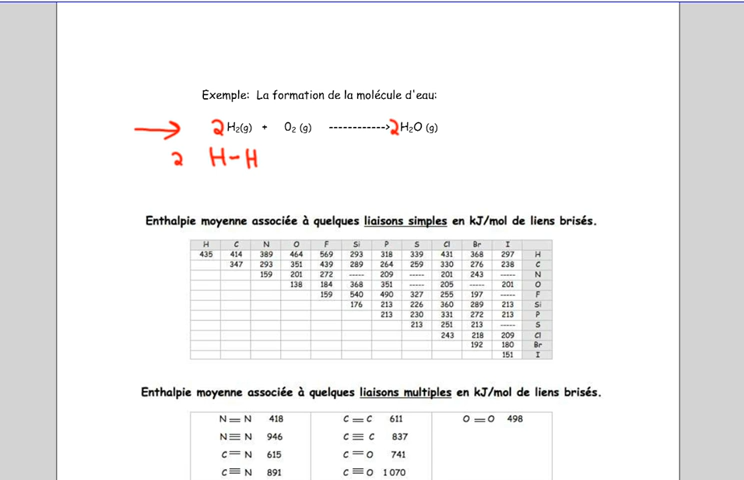 Exemple: La formation de la molécule d'eau:
2 H₂(g) + O₂ (g) ------------> 2 H₂O (g)
2 H-H
Enthalpie moyenne associée à quelques liaisons simples en kJ/mol de liens brisés.
H C N O F Si P S Cl Br I
435 414 389 464 569 293 318 339 431 368 297 H
347 293 351 439 289 264 259 330 276 238 C
159 201 272 ----- 209 ----- 201 243 ----- N
138 184 368 351 ----- 205 ----- 201 O
159 540 490 327 255 197 ----- F
176 213 226 360 289 213 Si
213 230 331 272 213 P
213 251 213 ----- S
243 218 209 Cl
192 180 Br
151 I
Enthalpie moyenne associée à quelques liaisons multiples en kJ/mol de liens brisés.
N=N 418 C=C 611 O=O 498
N≡N 946 C≡C 837
C=N 615 C=O 741
C≡N 891 C≡O 1070